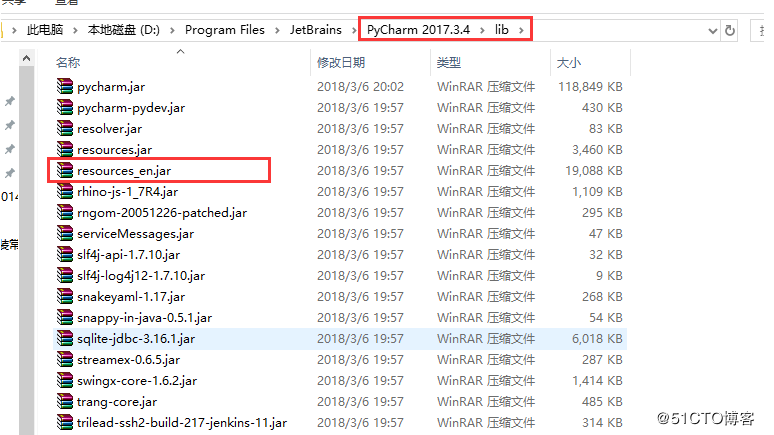 共享 查看
此电脑 › 本地磁盘 (D:) › Program Files › JetBrains › PyCharm 2017.3.4 › lib ›
名称 修改日期 类型 大小
pycharm.jar 2018/3/6 20:02 WinRAR 压缩文件 118,849 KB
pycharm-pydev.jar 2018/3/6 19:57 WinRAR 压缩文件 430 KB
resolver.jar 2018/3/6 19:57 WinRAR 压缩文件 83 KB
resources.jar 2018/3/6 19:57 WinRAR 压缩文件 3,460 KB
resources_en.jar 2018/3/6 19:57 WinRAR 压缩文件 19,088 KB
rhino-js-1_7R4.jar 2018/3/6 19:57 WinRAR 压缩文件 1,109 KB
014
rngom-20051226-patched.jar 2018/3/6 19:57 WinRAR 压缩文件 295 KB
serviceMessages.jar 2018/3/6 19:57 WinRAR 压缩文件 47 KB
装常
slf4j-api-1.7.10.jar 2018/3/6 19:57 WinRAR 压缩文件 32 KB
slf4j-log4j12-1.7.10.jar 2018/3/6 19:57 WinRAR 压缩文件 9 KB
snakeyaml-1.17.jar 2018/3/6 19:57 WinRAR 压缩文件 268 KB
snappy-in-java-0.5.1.jar 2018/3/6 19:57 WinRAR 压缩文件 54 KB
sqlite-jdbc-3.16.1.jar 2018/3/6 19:57 WinRAR 压缩文件 6,018 KB
streamex-0.6.5.jar 2018/3/6 19:57 WinRAR 压缩文件 287 KB
swingx-core-1.6.2.jar 2018/3/6 19:57 WinRAR 压缩文件 1,414 KB
trang-core.jar 2018/3/6 19:57 WinRAR 压缩文件 485 KB
trilead-ssh2-build-217-jenkins-11.jar 2018/3/6 19:57 WinRAR 压缩文件 314 KB
@51CTO博客